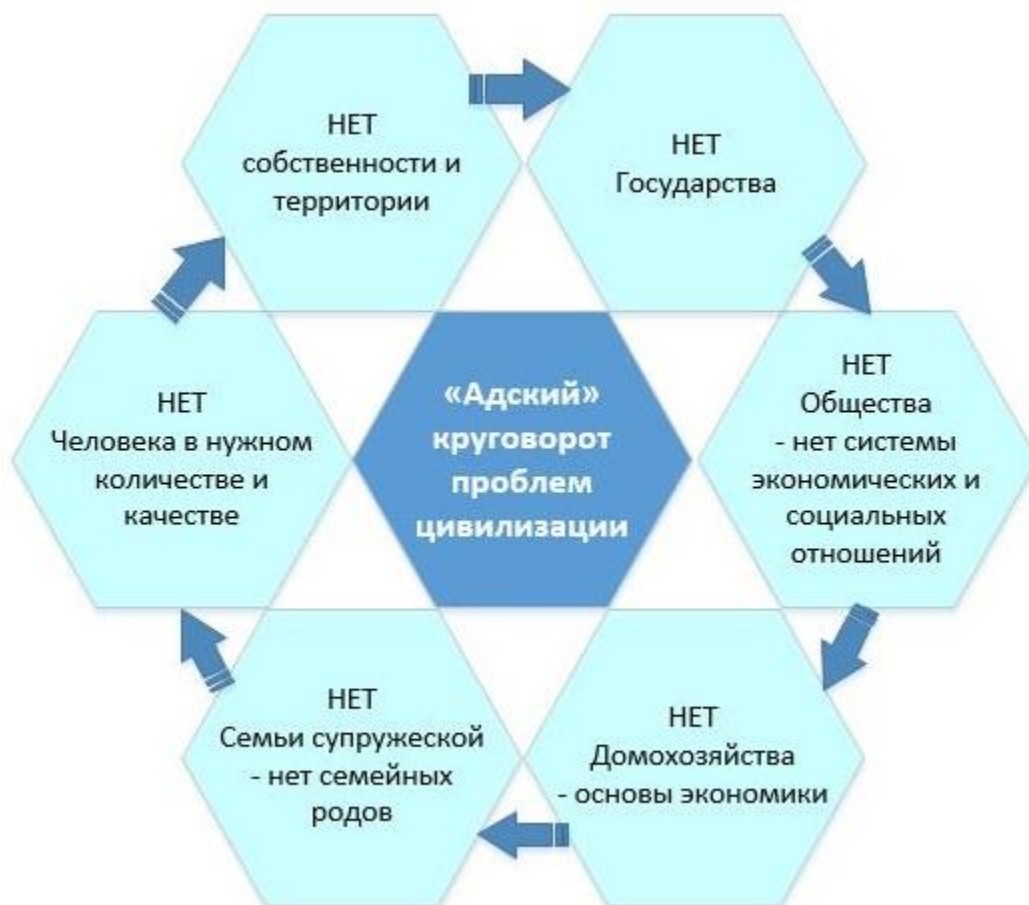 НЕТ
собственности и
территории
НЕТ
Государства
НЕТ
Общества
- нет системы
экономических и
социальных
отношений
НЕТ
Домохозяйства
- основы экономики
НЕТ
Семьи супружеской
- нет семейных
родов
НЕТ
Человека в нужном
количестве и
качестве
«Адский»
круговорот
проблем
цивилизации